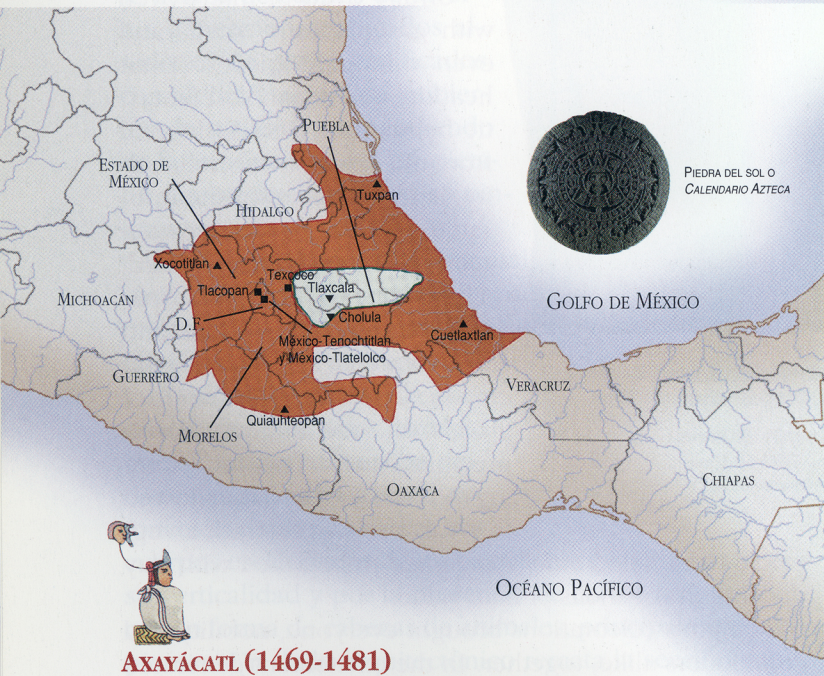 PUEBLA
ESTADO DE
MÉXICO
Tuxpan
PIEDRA DEL SOL O
CALENDARIO AZTECA
HIDALGO
Xocotitlan
Texcoco
Tlaxcala
Tlacopan
MICHOACÁN
GOLFO DE MÉXICO
D.F.
Cholula
México-Tenochtitlan
y México-Tlatelolco
Cuetlaxtlan
GUERRERO
VERACRUZ
Quiauhteopan
MORELOS
OAXACA
CHIAPAS
OCÉANO PACÍFICO
AXAYÁCATL (1469-1481)